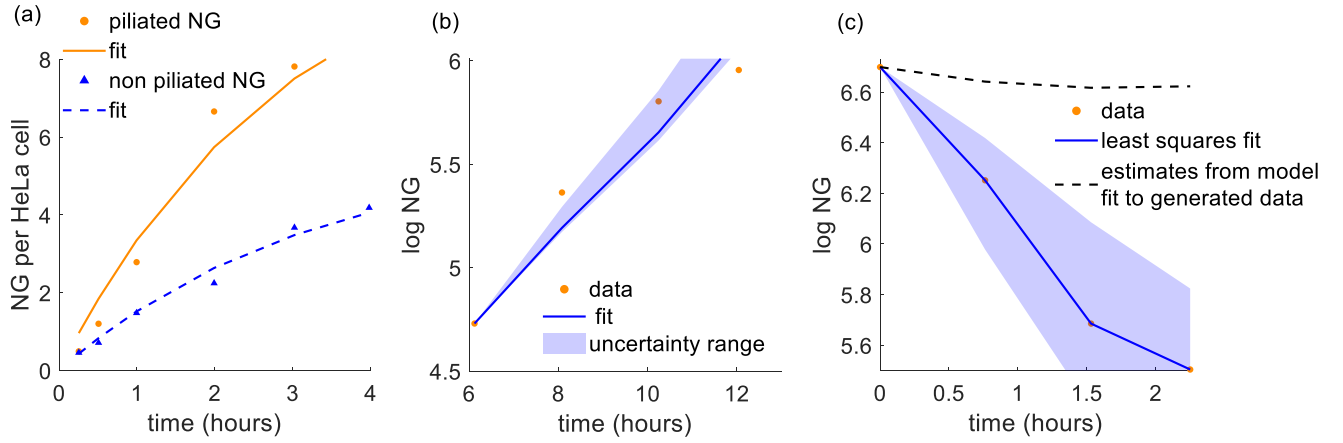 (a)
piliated NG
fit
non piliated NG
fit
8
6
4
2
0
NG per HeLa cell
0 1 2 3 4
time (hours)
(b)
6
5.5
5
4.5
log NG
data
fit
uncertainty range
6 8 10 12
time (hours)
(c)
6.6
6.4
6.2
6
5.8
5.6
log NG
data
least squares fit
estimates from model
fit to generated data
0 0.5 1 1.5 2
time (hours)